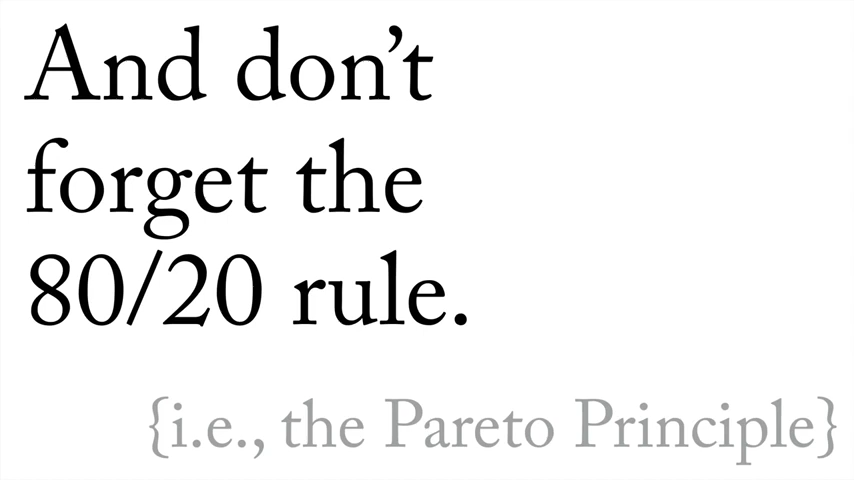 And don’t
forget the
80/20 rule.
{i.e., the Pareto Principle}